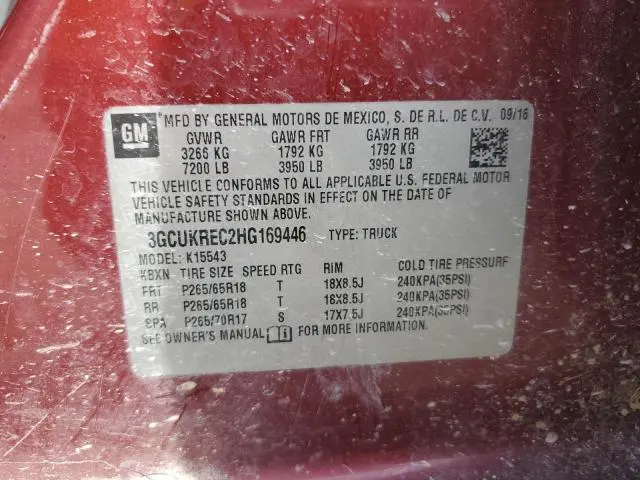 GM
MFD BY GENERAL MOTORS DE MEXICO, S. DE R.L. DE C.V. 09/16
GVWR GAWR FRT GAWR RR
3266 KG 1792 KG 1792 KG
7200 LB 3950 LB 3950 LB
THIS VEHICLE CONFORMS TO ALL APPLICABLE U.S. FEDERAL MOTOR
VEHICLE SAFETY STANDARDS IN EFFECT ON THE DATE OF
MANUFACTURE SHOWN ABOVE.
3GCUKREC2HG169446 TYPE: TRUCK
MODEL: K15543
KBXN TIRE SIZE SPEED RTG RIM COLD TIRE PRESSURE
FRT P265/65R18 T 18X8.5J 240KPA(35PSI)
RR P265/65R18 T 18X8.5J 240KPA(35PSI)
SPA P265/70R17 S 17X7.5J 240KPA(35PSI)
SEE OWNER'S MANUAL FOR MORE INFORMATION.